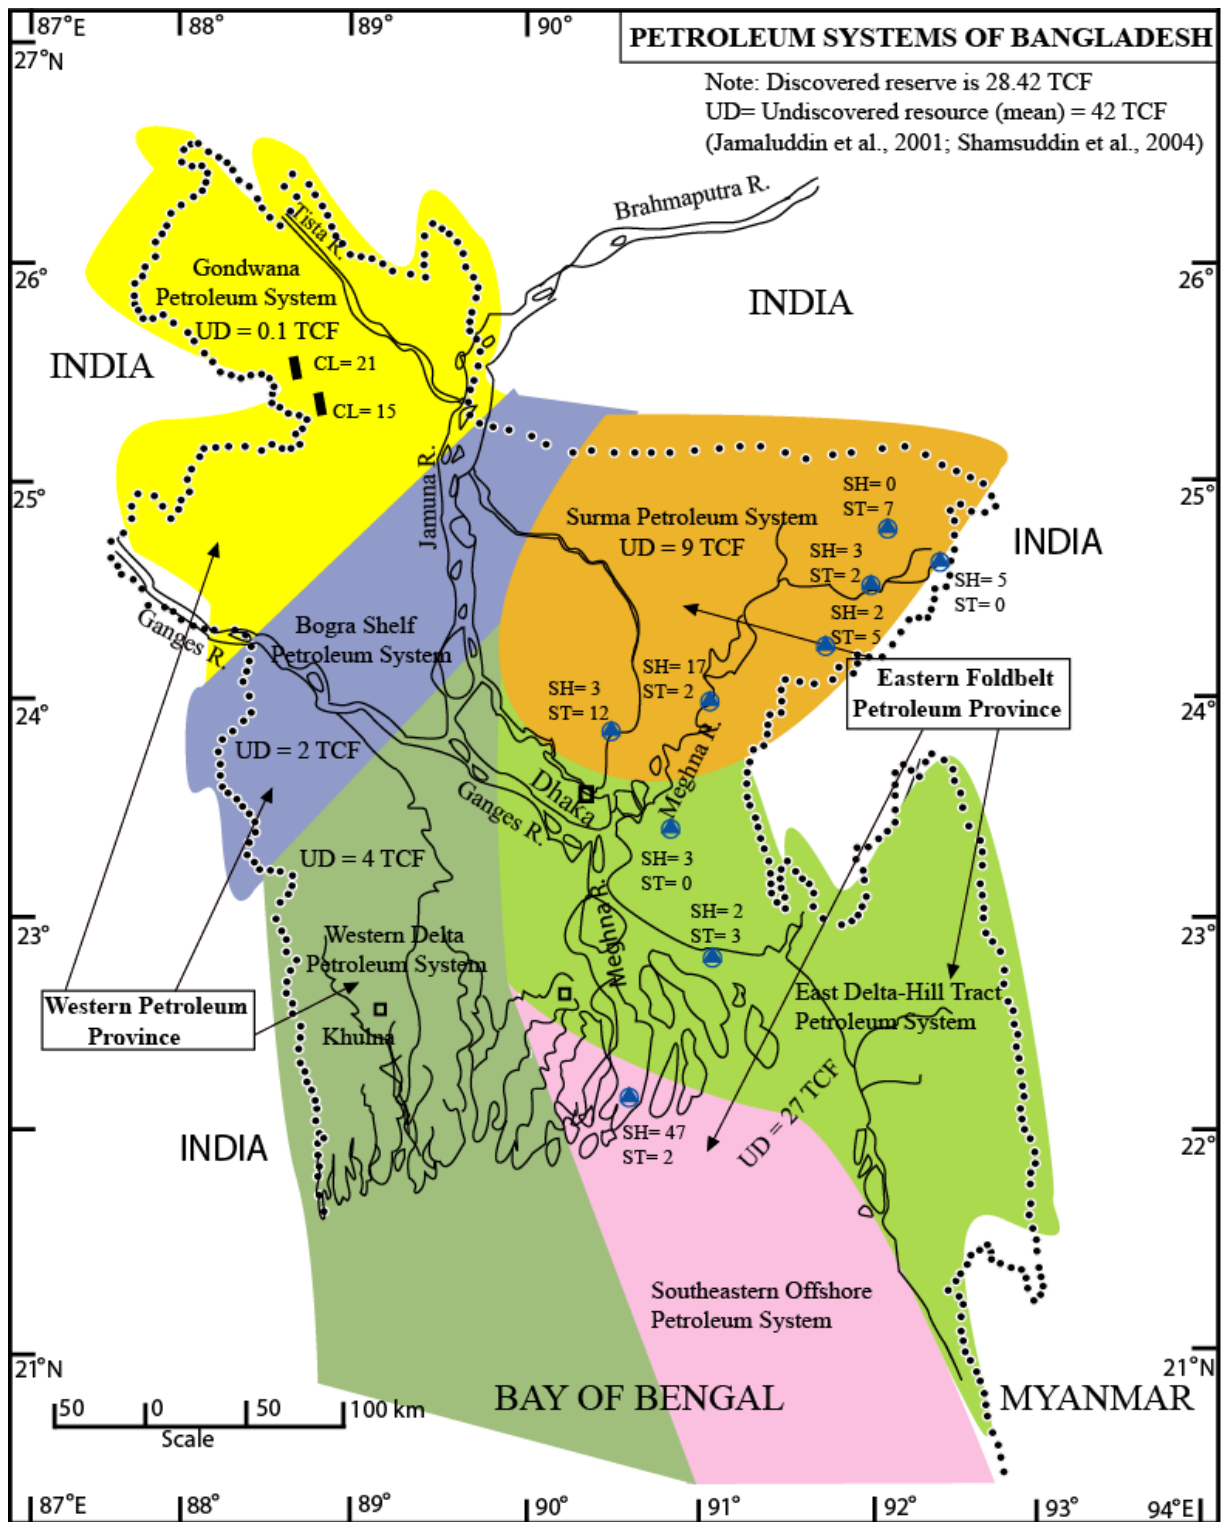 87°E
88°
89°
90°
27°N
PETROLEUM SYSTEMS OF BANGLADESH
Note: Discovered reserve is 28.42 TCF
UD= Undiscovered resource (mean) = 42 TCF
(Jamaluddin et al., 2001; Shamsuddin et al., 2004)
Brahmaputra R.
Tista R.
26°
26°
Gondwana
Petroleum System
UD = 0.1 TCF
INDIA
INDIA
CL= 21
CL= 15
Jamuna R.
25°
25°
SH= 0
ST= 7
Surma Petroleum System
UD = 9 TCF
INDIA
SH= 3
ST= 2
SH= 5
ST= 0
SH= 2
ST= 5
Ganges R.
Bogra Shelf
Petroleum System
SH= 17
ST= 2
Eastern Foldbelt
Petroleum Province
SH= 3
ST= 12
24°
24°
UD = 2 TCF
Meghna R.
Dhaka
Ganges R.
UD = 4 TCF
SH= 3
ST= 0
Meghna R.
SH= 2
ST= 3
23°
23°
Western Delta
Petroleum System
Western Petroleum
Province
East Delta-Hill Tract
Petroleum System
Khulna
UD = 27 TCF
22°
INDIA
SH= 47
ST= 2
Southeastern Offshore
Petroleum System
21°N
21°N
BAY OF BENGAL
MYANMAR
50
0
50
100 km
Scale
87°E
88°
89°
90°
91°
92°
93°
94°E